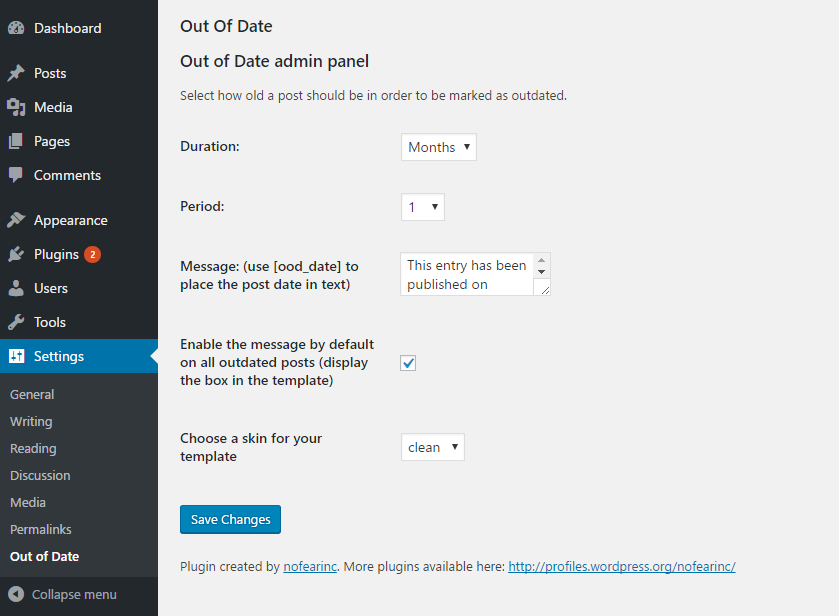 Dashboard
Posts
Media
Pages
Comments
Appearance
Plugins 2
Users
Tools
Settings
General
Writing
Reading
Discussion
Media
Permalinks
Out of Date
Collapse menu
Out Of Date
Out of Date admin panel
Select how old a post should be in order to be marked as outdated.
Duration:
Months
Period:
1
Message: (use [ood_date] to
place the post date in text)
This entry has been
published on
Enable the message by default
on all outdated posts (display
the box in the template)
Choose a skin for your
template
clean
Save Changes
Plugin created by nofearinc. More plugins available here: http://profiles.wordpress.org/nofearinc/